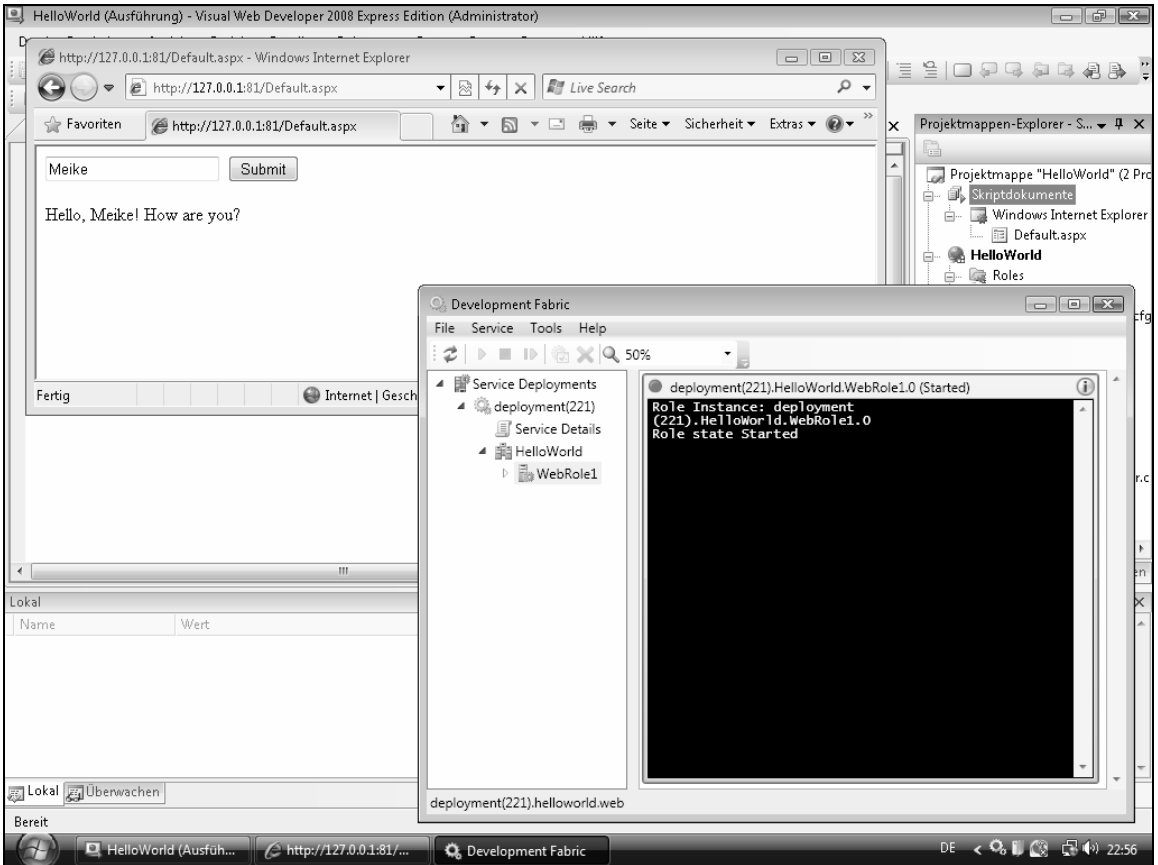 HelloWorld (Ausführung) - Visual Web Developer 2008 Express Edition (Administrator)
http://127.0.0.1:81/Default.aspx - Windows Internet Explorer
http://127.0.0.1:81/Default.aspx
Live Search
Favoriten
http://127.0.0.1:81/Default.aspx
Seite
Sicherheit
Extras
Meike
Submit
Hello, Meike! How are you?
Fertig
Internet | Gesch
Projektmappen-Explorer - S...
Projektmappe "HelloWorld" (2 Pro
Skriptdokumente
Windows Internet Explorer
Default.aspx
HelloWorld
Roles
cfg
r.c
en
Development Fabric
File Service Tools Help
50%
Service Deployments
deployment(221)
Service Details
HelloWorld
WebRole1
deployment(221).HelloWorld.WebRole1.0 (Started)
Role Instance: deployment
(221).HelloWorld.WebRole1.0
Role state Started
deployment(221).helloworld.web
Lokal
Name Wert
Lokal Überwachen
Bereit
HelloWorld (Ausfüh...
http://127.0.0.1:81/...
Development Fabric
DE
22:56